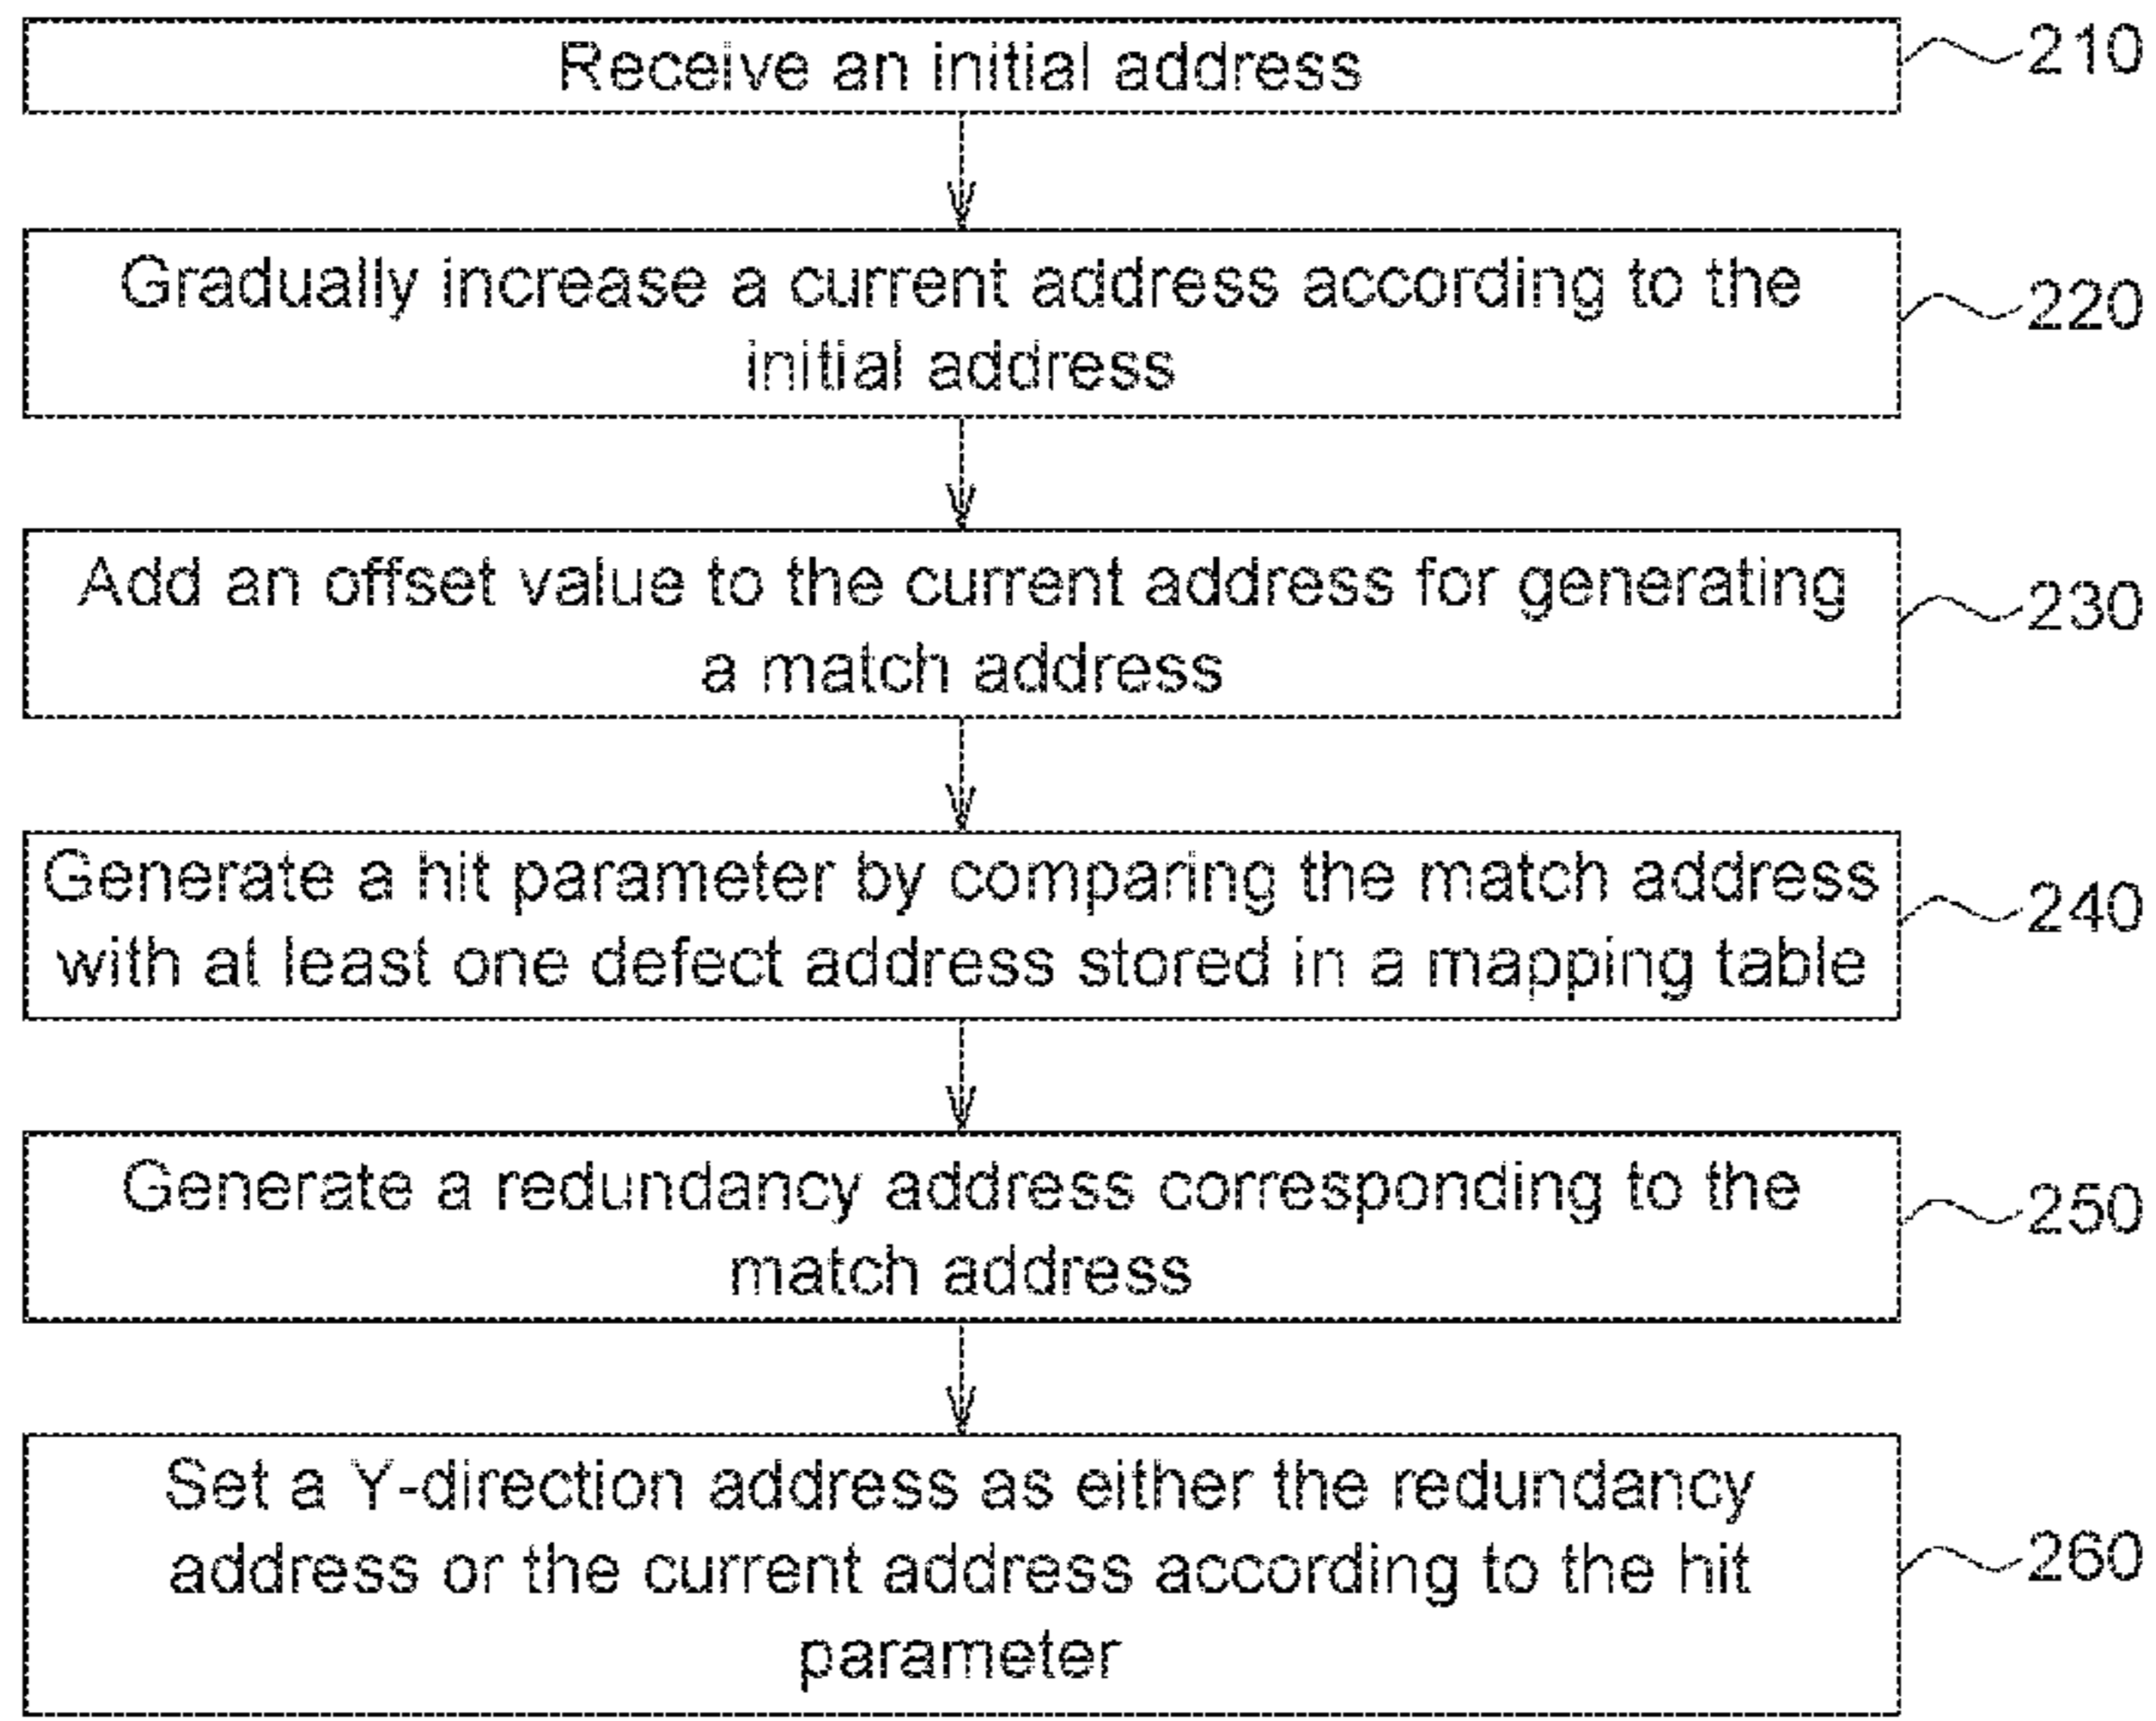 Receive an initial address
210
Gradually increase a current address according to the
initial address
220
Add an offset value to the current address for generating
a match address
230
Generate a hit parameter by comparing the match address
with at least one defect address stored in a mapping table
240
Generate a redundancy address corresponding to the
match address
250
Set a Y-direction address as either the redundancy
address or the current address according to the hit
parameter
260